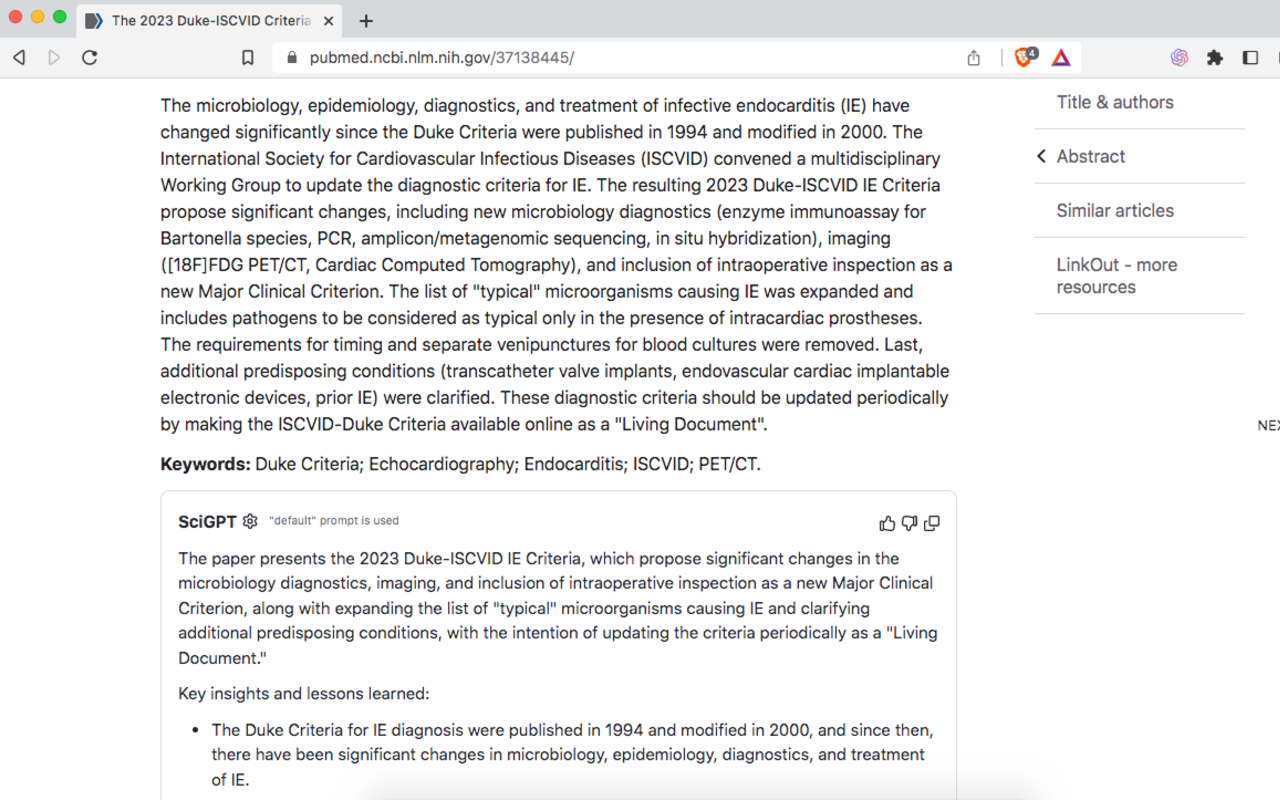 The 2023 Duke-ISCVID Criteria
pubmed.ncbi.nlm.nih.gov/37138445/
4
The microbiology, epidemiology, diagnostics, and treatment of infective endocarditis (IE) have
changed significantly since the Duke Criteria were published in 1994 and modified in 2000. The
International Society for Cardiovascular Infectious Diseases (ISCVID) convened a multidisciplinary
Working Group to update the diagnostic criteria for IE. The resulting 2023 Duke-ISCVID IE Criteria
propose significant changes, including new microbiology diagnostics (enzyme immunoassay for
Bartonella species, PCR, amplicon/metagenomic sequencing, in situ hybridization), imaging
([18F]FDG PET/CT, Cardiac Computed Tomography), and inclusion of intraoperative inspection as a
new Major Clinical Criterion. The list of "typical" microorganisms causing IE was expanded and
includes pathogens to be considered as typical only in the presence of intracardiac prostheses.
The requirements for timing and separate venipunctures for blood cultures were removed. Last,
additional predisposing conditions (transcatheter valve implants, endovascular cardiac implantable
electronic devices, prior IE) were clarified. These diagnostic criteria should be updated periodically
by making the ISCVID-Duke Criteria available online as a "Living Document".
Keywords: Duke Criteria; Echocardiography; Endocarditis; ISCVID; PET/CT.
SciGPT "default" prompt is used
The paper presents the 2023 Duke-ISCVID IE Criteria, which propose significant changes in the
microbiology diagnostics, imaging, and inclusion of intraoperative inspection as a new Major Clinical
Criterion, along with expanding the list of "typical" microorganisms causing IE and clarifying
additional predisposing conditions, with the intention of updating the criteria periodically as a "Living
Document."
Key insights and lessons learned:
• The Duke Criteria for IE diagnosis were published in 1994 and modified in 2000, and since then,
there have been significant changes in microbiology, epidemiology, diagnostics, and treatment
of IE.
Title & authors
Abstract
Similar articles
LinkOut - more
resources